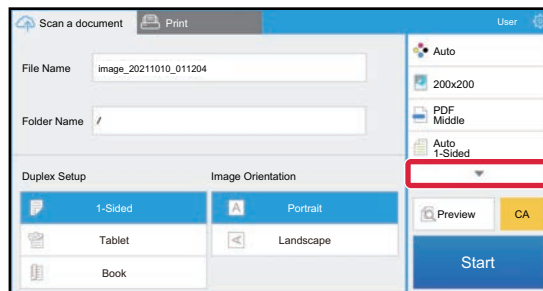 Scan a document
Print
User
File Name
image_20211010_011204
Folder Name
/
Duplex Setup
Image Orientation
1-Sided
Tablet
Book
A
Portrait
A
Landscape
Auto
200x200
PDF
Middle
Auto
1-Sided
Preview
CA
Start